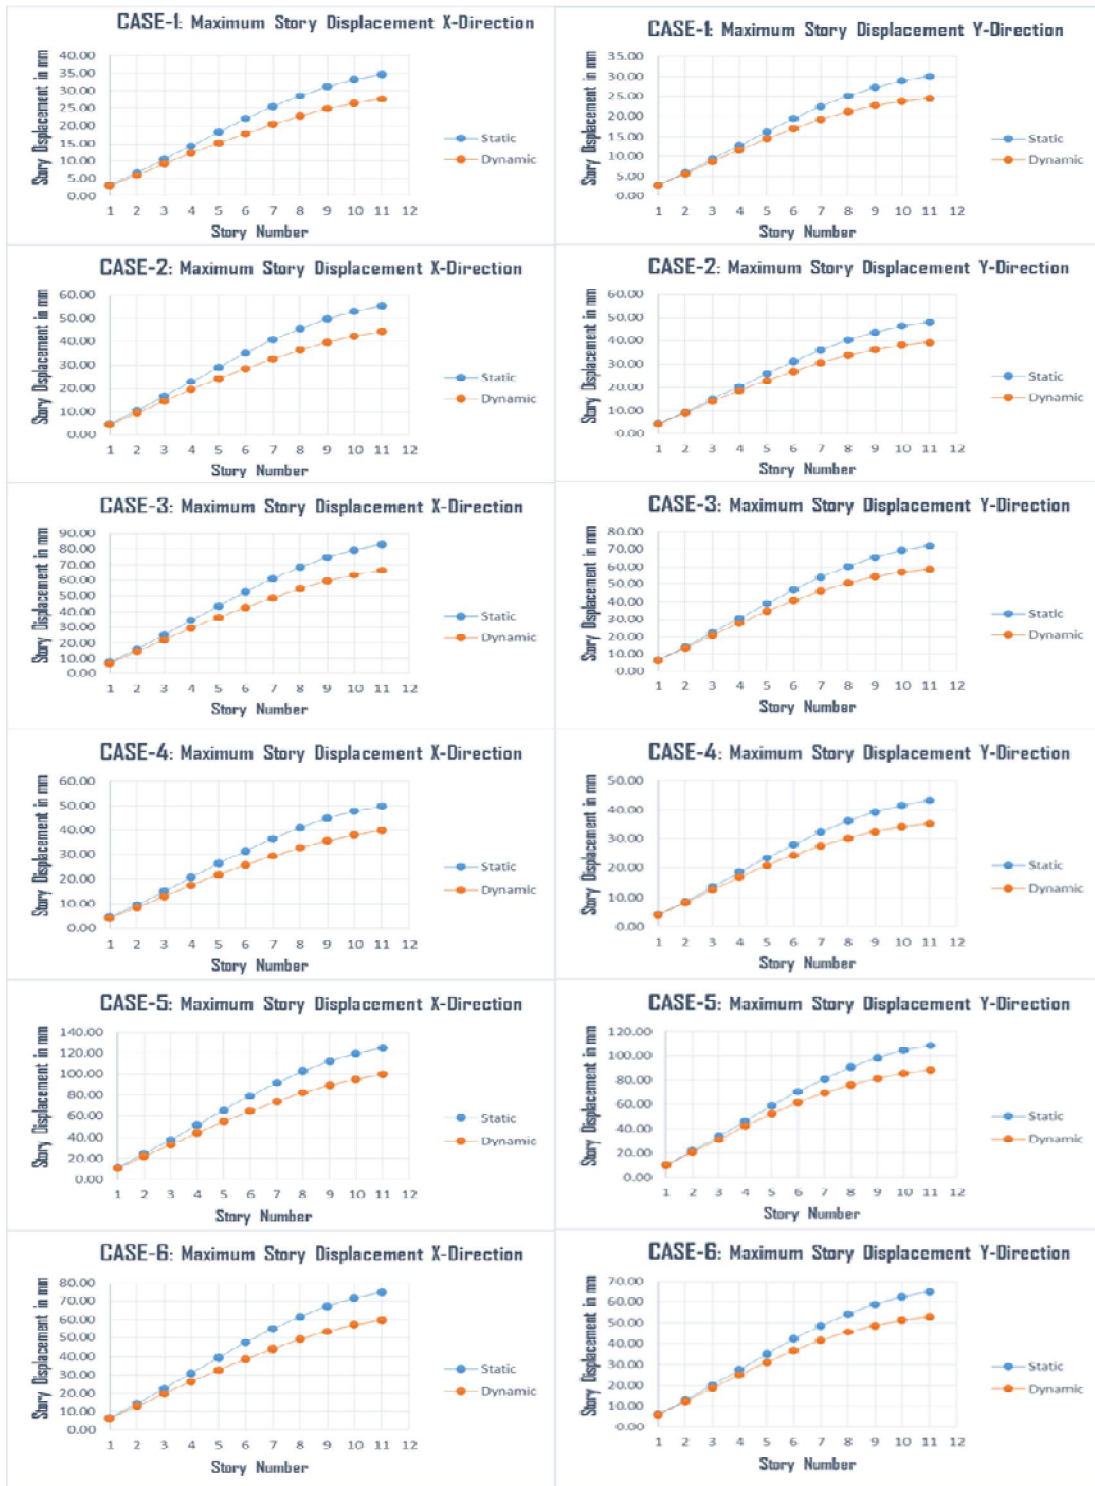 CASE-1: Maximum Story Displacement X-Direction
Story Displacement in mm
40.00
35.00
30.00
25.00
20.00
15.00
10.00
5.00
0.00
1 2 3 4 5 6 7 8 9 10 11 12
Story Number
Static
Dynamic
CASE-1: Maximum Story Displacement Y-Direction
Story Displacement in mm
35.00
30.00
25.00
20.00
15.00
10.00
5.00
0.00
1 2 3 4 5 6 7 8 9 10 11 12
Story Number
Static
Dynamic
CASE-2: Maximum Story Displacement X-Direction
Story Displacement in mm
60.00
50.00
40.00
30.00
20.00
10.00
0.00
1 2 3 4 5 6 7 8 9 10 11 12
Story Number
Static
Dynamic
CASE-2: Maximum Story Displacement Y-Direction
Story Displacement in mm
60.00
50.00
40.00
30.00
20.00
10.00
0.00
1 2 3 4 5 6 7 8 9 10 11 12
Story Number
Static
Dynamic
CASE-3: Maximum Story Displacement X-Direction
Story Displacement in mm
90.00
80.00
70.00
60.00
50.00
40.00
30.00
20.00
10.00
0.00
1 2 3 4 5 6 7 8 9 10 11 12
Story Number
Static
Dynamic
CASE-3: Maximum Story Displacement Y-Direction
Story Displacement in mm
80.00
70.00
60.00
50.00
40.00
30.00
20.00
10.00
0.00
1 2 3 4 5 6 7 8 9 10 11 12
Story Number
Static
Dynamic
CASE-4: Maximum Story Displacement X-Direction
Story Displacement in mm
60.00
50.00
40.00
30.00
20.00
10.00
0.00
1 2 3 4 5 6 7 8 9 10 11 12
Story Number
Static
Dynamic
CASE-4: Maximum Story Displacement Y-Direction
Story Displacement in mm
50.00
40.00
30.00
20.00
10.00
0.00
1 2 3 4 5 6 7 8 9 10 11 12
Story Number
Static
Dynamic
CASE-5: Maximum Story Displacement X-Direction
Story Displacement in mm
140.00
120.00
100.00
80.00
60.00
40.00
20.00
0.00
1 2 3 4 5 6 7 8 9 10 11 12
Story Number
Static
Dynamic
CASE-5: Maximum Story Displacement Y-Direction
Story Displacement in mm
120.00
100.00
80.00
60.00
40.00
20.00
0.00
1 2 3 4 5 6 7 8 9 10 11 12
Story Number
Static
Dynamic
CASE-6: Maximum Story Displacement X-Direction
Story Displacement in mm
80.00
70.00
60.00
50.00
40.00
30.00
20.00
10.00
0.00
1 2 3 4 5 6 7 8 9 10 11 12
Story Number
Static
Dynamic
CASE-6: Maximum Story Displacement Y-Direction
Story Displacement in mm
70.00
60.00
50.00
40.00
30.00
20.00
10.00
0.00
1 2 3 4 5 6 7 8 9 10 11 12
Story Number
Static
Dynamic